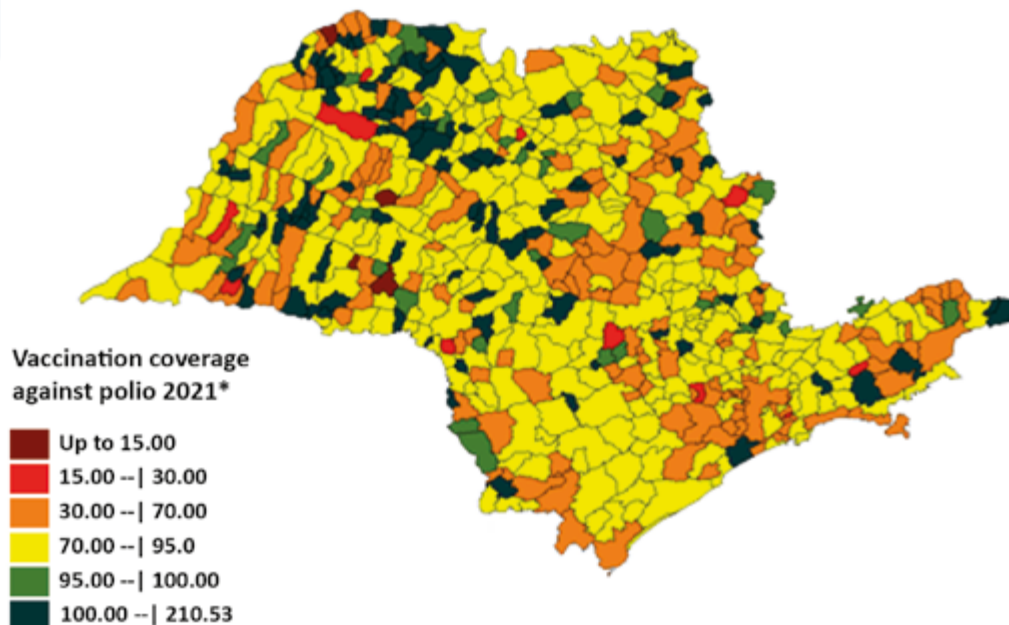 Vaccination coverage
against polio 2021*
Up to 15.00
15.00 --| 30.00
30.00 --| 70.00
70.00 --| 95.0
95.00 --| 100.00
100.00 --| 210.53